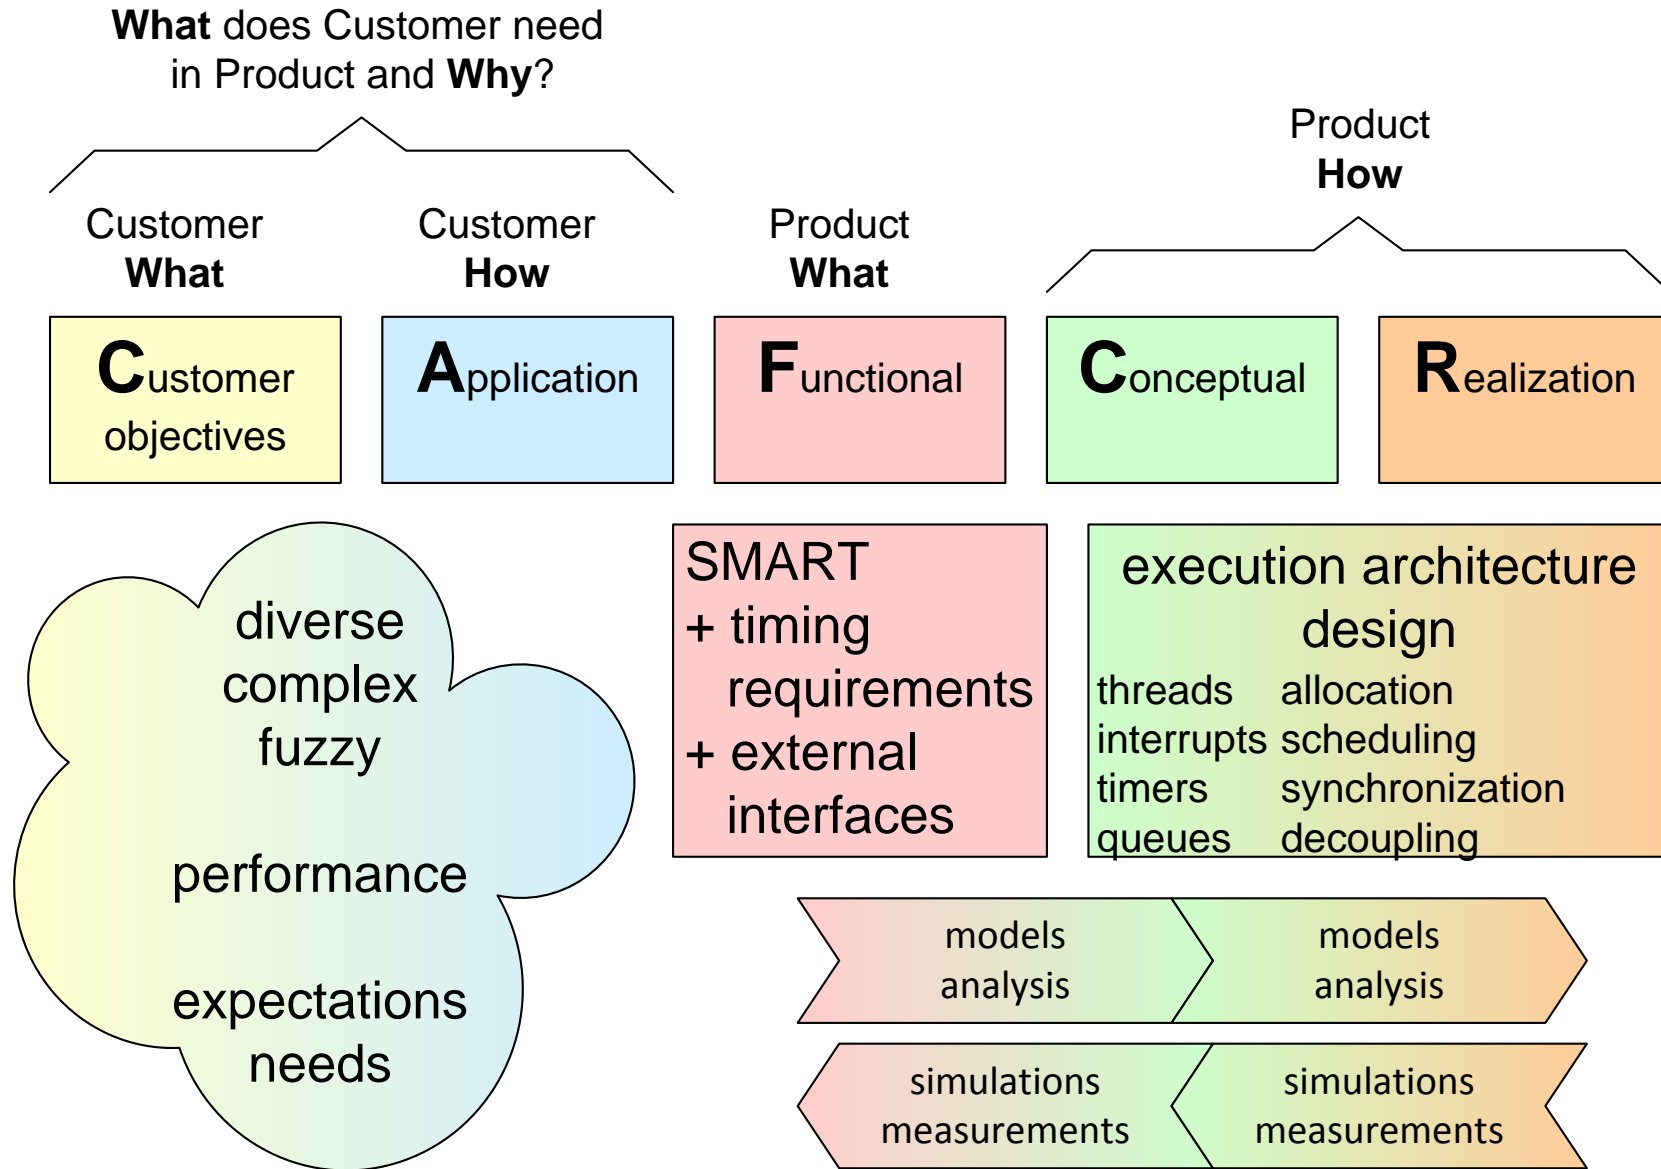 What does Customer need
in Product and Why?
Product
How
Customer
What
Customer
How
Product
What
Customer
objectives
Application
Functional
Conceptual
Realization
diverse
complex
fuzzy
performance
expectations
needs
SMART
+ timing
requirements
+ external
interfaces
execution architecture
design
threads allocation
interrupts scheduling
timers synchronization
queues decoupling
models
analysis
models
analysis
simulations
measurements
simulations
measurements